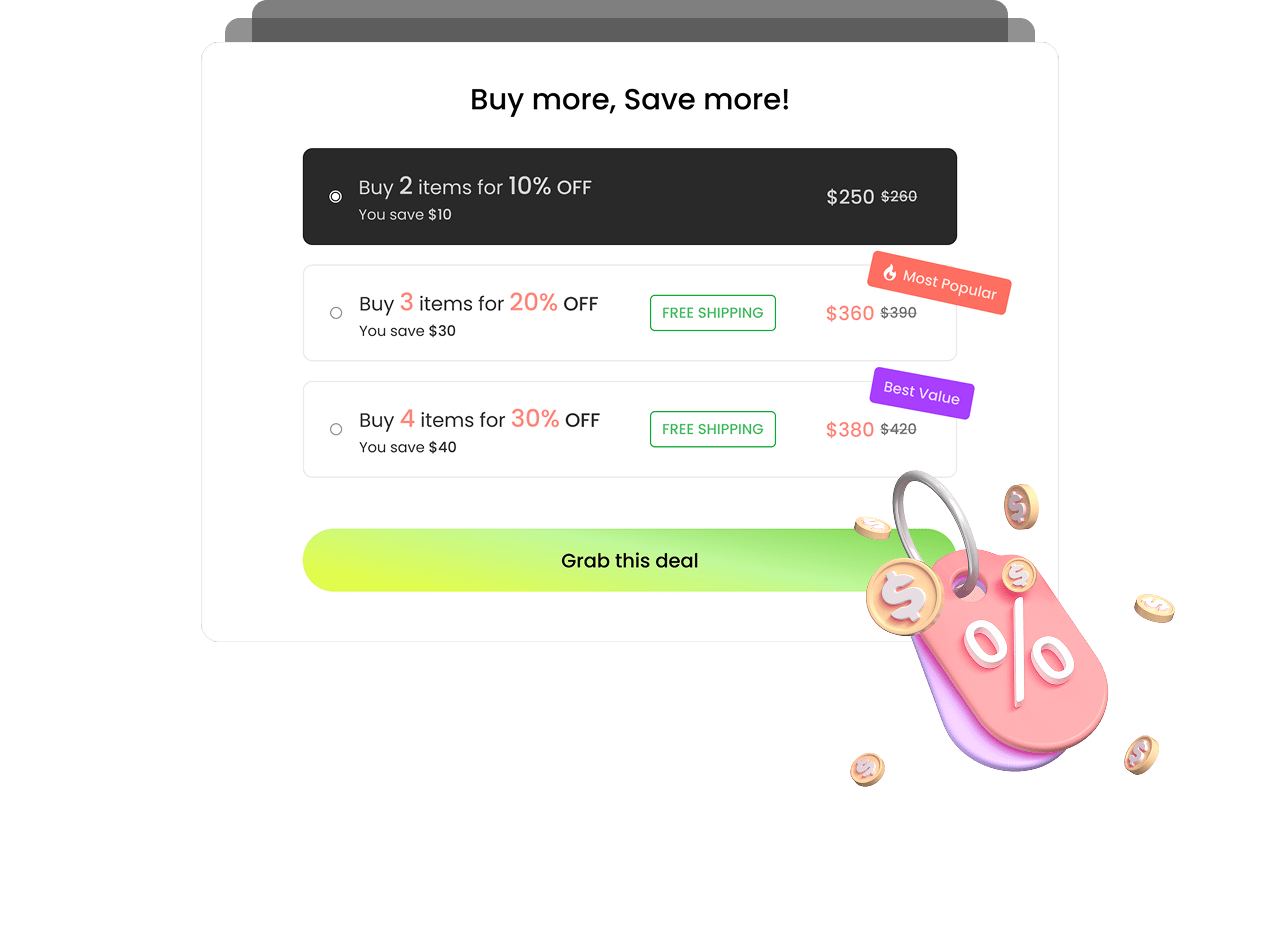 Buy more, Save more!
Buy 2 items for 10% OFF
You save $10
$250 $260
Most Popular
Buy 3 items for 20% OFF
You save $30
FREE SHIPPING
$360 $390
Best Value
Buy 4 items for 30% OFF
You save $40
FREE SHIPPING
$380 $420
Grab this deal
$
$
$
$
%
$
$
$